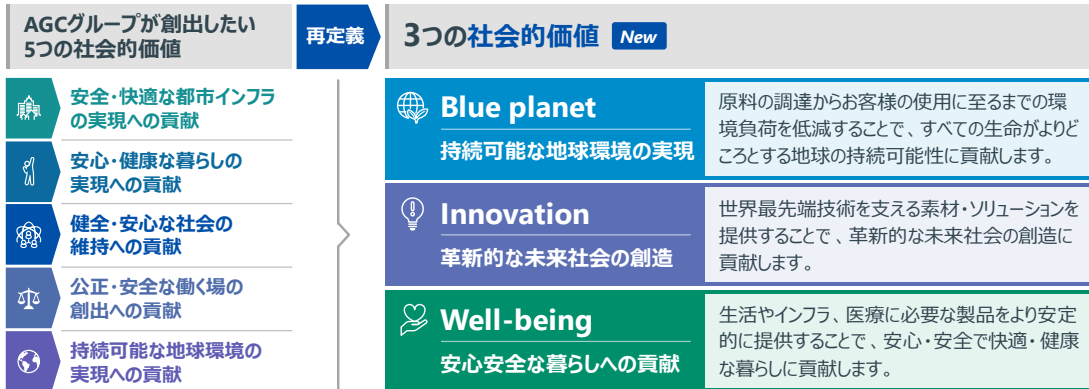 AGCグループが創出したい
5つの社会的価値
再定義
3つの社会的価値 New
安全・快適な都市インフラ
の実現への貢献
安心・健康な暮らしの
実現への貢献
健全・安心な社会の
維持への貢献
公正・安全な働く場の
創出への貢献
持続可能な地球環境の
実現への貢献
Blue planet
持続可能な地球環境の実現
原料の調達からお客様の使用に至るまでの環
境負荷を低減することで、すべての生命がよりど
ころとする地球の持続可能性に貢献します。
Innovation
革新的な未来社会の創造
世界最先端技術を支える素材・ソリューションを
提供することで、革新的な未来社会の創造に
貢献します。
Well-being
安心安全な暮らしへの貢献
生活やインフラ、医療に必要な製品をより安定
的に提供することで、安心・安全で快適・健康
な暮らしに貢献します。